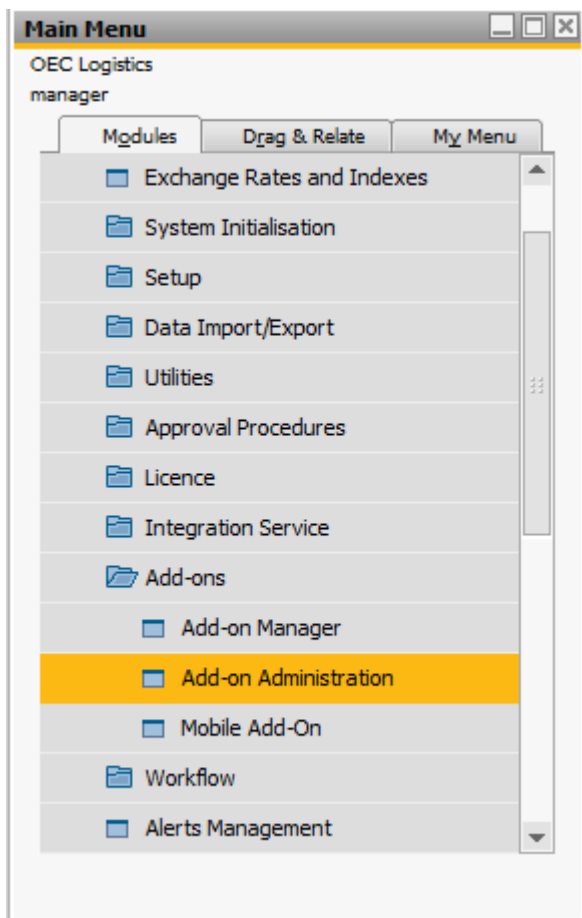 Main Menu
OEC Logistics
manager
Modules Drag & Relate My Menu
Exchange Rates and Indexes
System Initialisation
Setup
Data Import/Export
Utilities
Approval Procedures
Licence
Integration Service
Add-ons
Add-on Manager
Add-on Administration
Mobile Add-On
Workflow
Alerts Management